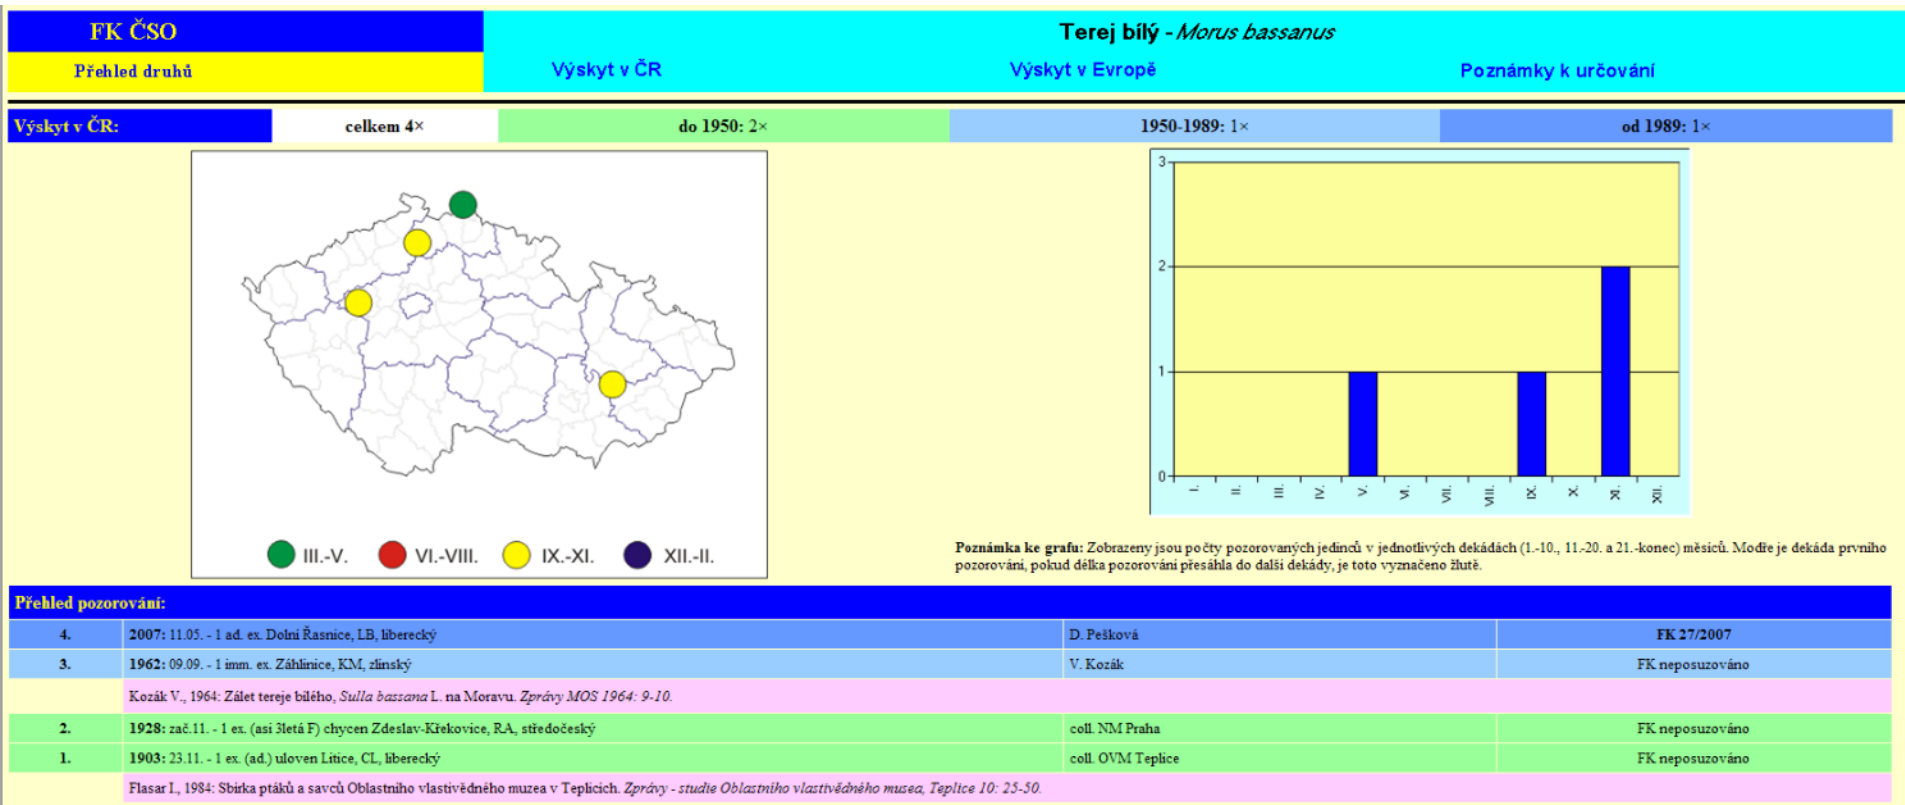 FK ČSO
Terej bílý - Morus bassanus
Přehled druhů
Výskyt v ČR
Výskyt v Evropě
Poznámky k určování
Výskyt v ČR:
celkem 4×
do 1950: 2×
1950-1989: 1×
od 1989: 1×
III.-V.
VI.-VIII.
IX.-XI.
XII.-II.
3
2
1
0
I.
II.
III.
IV.
V.
VI.
VII.
VIII.
IX.
X.
XI.
XII.
Poznámka ke grafu: Zobrazeny jsou počty pozorovaných jedinců v jednotlivých dekádách (1.-10., 11.-20. a 21.-konec) měsíců. Modře je dekáda prvního
pozorování, pokud délka pozorování přesáhla do další dekády, je toto vyznačeno žlutě.
Přehled pozorování:
4.
2007: 11.05. - 1 ad. ex. Dolní Řasnice, LB, liberecký
D. Pešková
FK 27/2007
3.
1962: 09.09. - 1 imm. ex. Záhlinice, KM, zlínský
V. Kozák
FK neposuzováno
Kozák V., 1964: Zálet tereje bílého, Sulla bassana L. na Moravu. Zprávy MOS 1964: 9-10.
2.
1928: zač.11. - 1 ex. (asi 3letá F) chycen Zdeslav-Křekovice, RA, středočeský
coll. NM Praha
FK neposuzováno
1.
1903: 23.11. - 1 ex. (ad.) uloven Litice, CL, liberecký
coll. OVM Teplice
FK neposuzováno
Flasar I., 1984: Sbírka ptáků a savců Oblastního vlastivědného muzea v Teplicích. Zprávy - studie Oblastního vlastivědného musea, Teplice 10: 25-50.